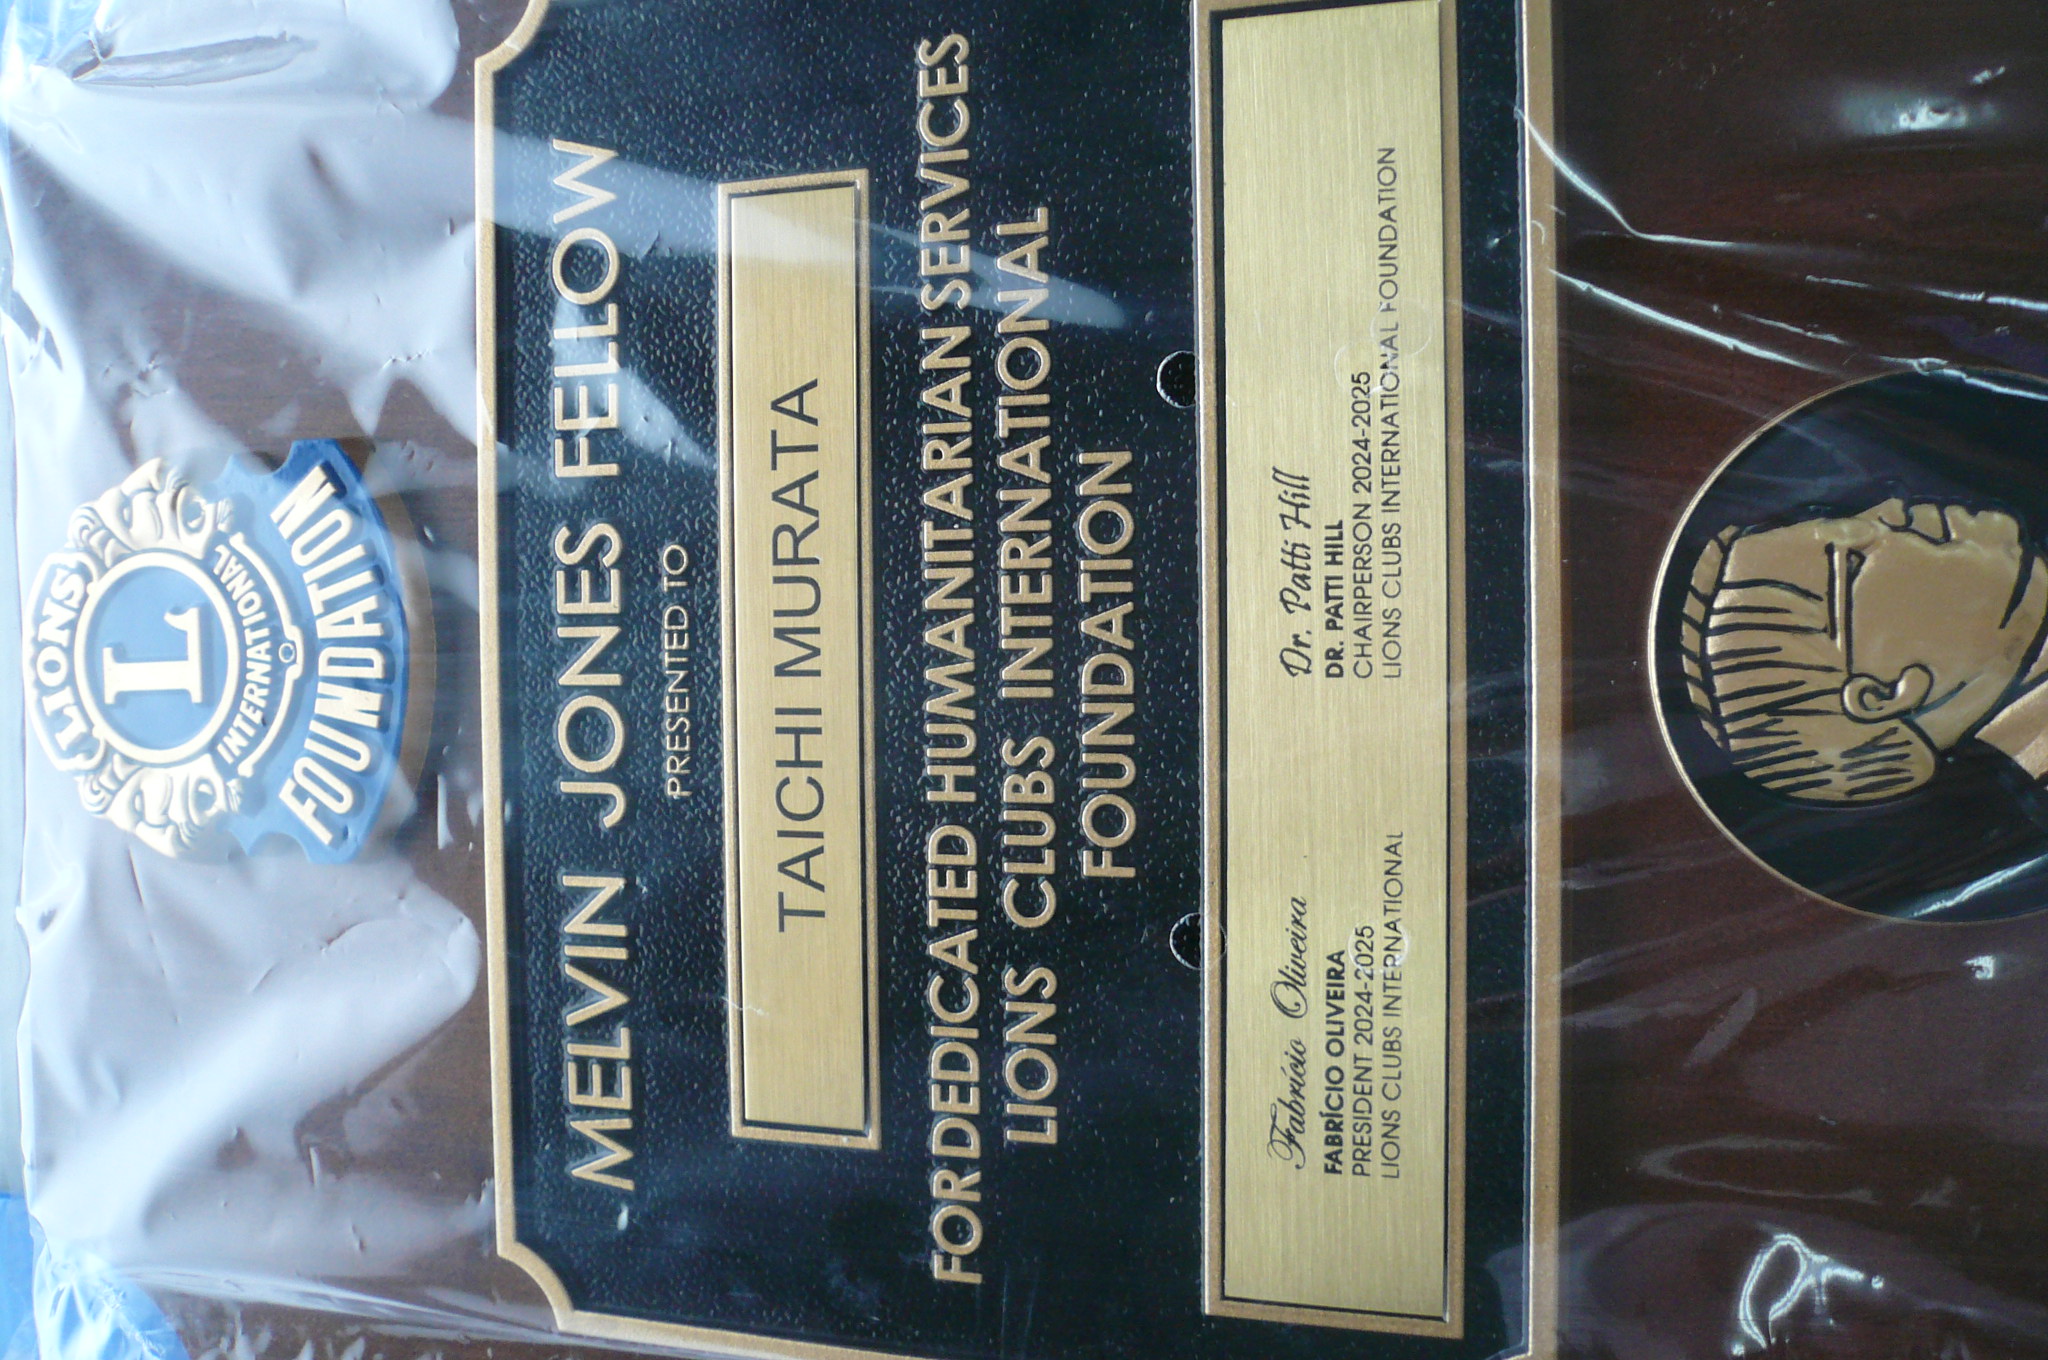 LIONS
L
INTERNATIONAL
FOUNDATION
MELVIN JONES FELLOW
PRESENTED TO
TAICHI MURATA
FOR DEDICATED HUMANITARIAN SERVICES
LIONS CLUBS INTERNATIONAL
FOUNDATION
Fabrício Oliveira
FABRÍCIO OLIVEIRA
PRESIDENT 2024-2025
LIONS CLUBS INTERNATIONAL
Dr. Patti Hill
DR. PATTI HILL
CHAIRPERSON 2024-2025
LIONS CLUBS INTERNATIONAL FOUNDATION